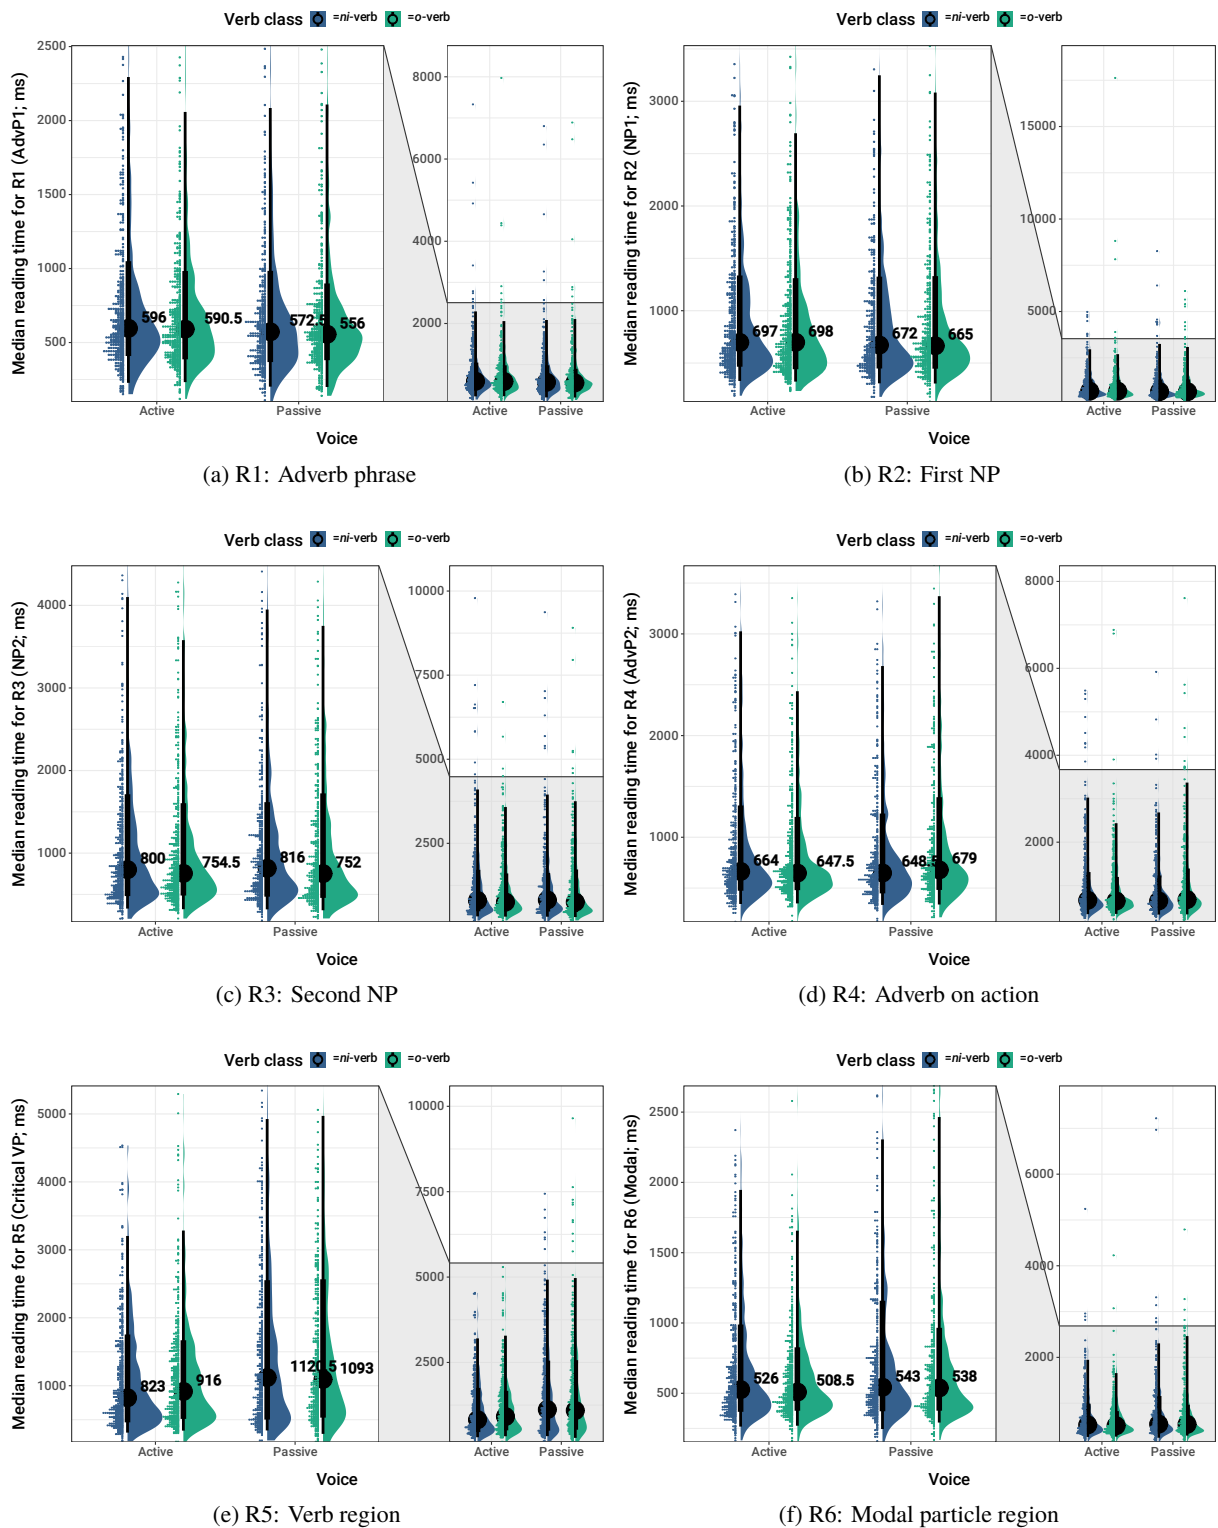 Verb class =ni-verb =o-verb
Median reading time for R1 (AdvP1; ms)
2500
2000
1500
1000
500
596
590.5
572.5
556
Active
Passive
8000
6000
4000
2000
Active
Passive
Voice
(a) R1: Adverb phrase
Verb class =ni-verb =o-verb
Median reading time for R2 (NP1; ms)
3000
2000
1000
697
698
672
665
Active
Passive
15000
10000
5000
Active
Passive
Voice
(b) R2: First NP
Verb class =ni-verb =o-verb
Median reading time for R3 (NP2; ms)
4000
3000
2000
1000
800
754.5
816
752
Active
Passive
10000
7500
5000
2500
Active
Passive
Voice
(c) R3: Second NP
Verb class =ni-verb =o-verb
Median reading time for R4 (AdvP2; ms)
3000
2000
1000
664
647.5
648.5
679
Active
Passive
8000
6000
4000
2000
Active
Passive
Voice
(d) R4: Adverb on action
Verb class =ni-verb =o-verb
Median reading time for R5 (Critical VP; ms)
5000
4000
3000
2000
1000
823
916
1120.5
1093
Active
Passive
10000
7500
5000
2500
Active
Passive
Voice
(e) R5: Verb region
Verb class =ni-verb =o-verb
Median reading time for R6 (Modal; ms)
2500
2000
1500
1000
500
526
508.5
543
538
Active
Passive
6000
4000
2000
Active
Passive
Voice
(f) R6: Modal particle region